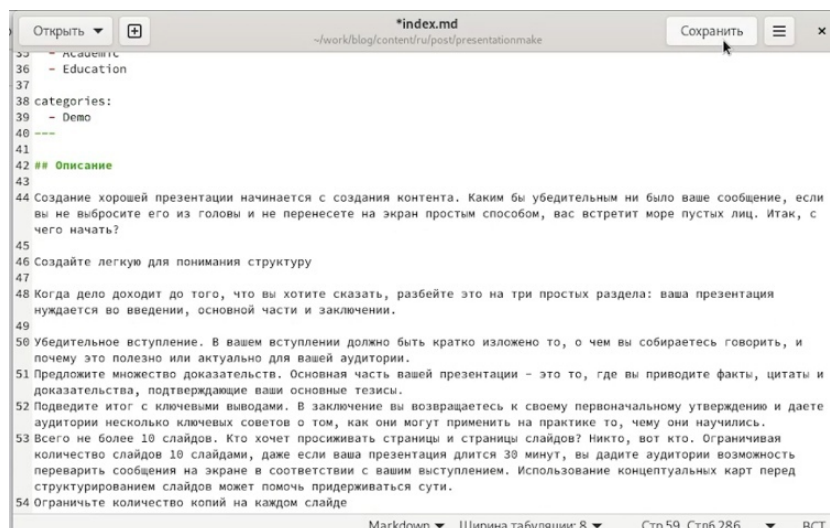 *index.md
Открыть
~/work/blog/content/ru/post/presentationmake
Сохранить
35 - Academic
36 - Education
37
38 categories:
39 - Demo
40 ---
41
42 ## Описание
43
44 Создание хорошей презентации начинается с создания контента. Каким бы убедительным ни было ваше сообщение, если
вы не выбросите его из головы и не перенесете на экран простым способом, вас встретит море пустых лиц. Итак, с
чего начать?
45
46 Создайте легкую для понимания структуру
47
48 Когда дело доходит до того, что вы хотите сказать, разбейте это на три простых раздела: ваша презентация
нуждается во введении, основной части и заключении.
49
50 Убедительное вступление. В вашем вступлении должно быть кратко изложено то, о чем вы собираетесь говорить, и
почему это полезно или актуально для вашей аудитории.
51 Предложите множество доказательств. Основная часть вашей презентации – это то, где вы приводите факты, цитаты и
доказательства, подтверждающие ваши основные тезисы.
52 Подведите итог с ключевыми выводами. В заключение вы возвращаетесь к своему первоначальному утверждению и даете
аудитории несколько ключевых советов о том, как они могут применить на практике то, чему они научились.
53 Всего не более 10 слайдов. Кто хочет просиживать страницы и страницы слайдов? Никто, вот кто. Ограничивая
количество слайдов 10 слайдами, даже если ваша презентация длится 30 минут, вы дадите аудитории возможность
переварить сообщения на экране в соответствии с вашим выступлением. Использование концептуальных карт перед
структурированием слайдов может помочь придерживаться сути.
54 Ограничьте количество копий на каждом слайде
Markdown Ширина табуляции: 8 Стр 59, Стлб 286 ВСТ